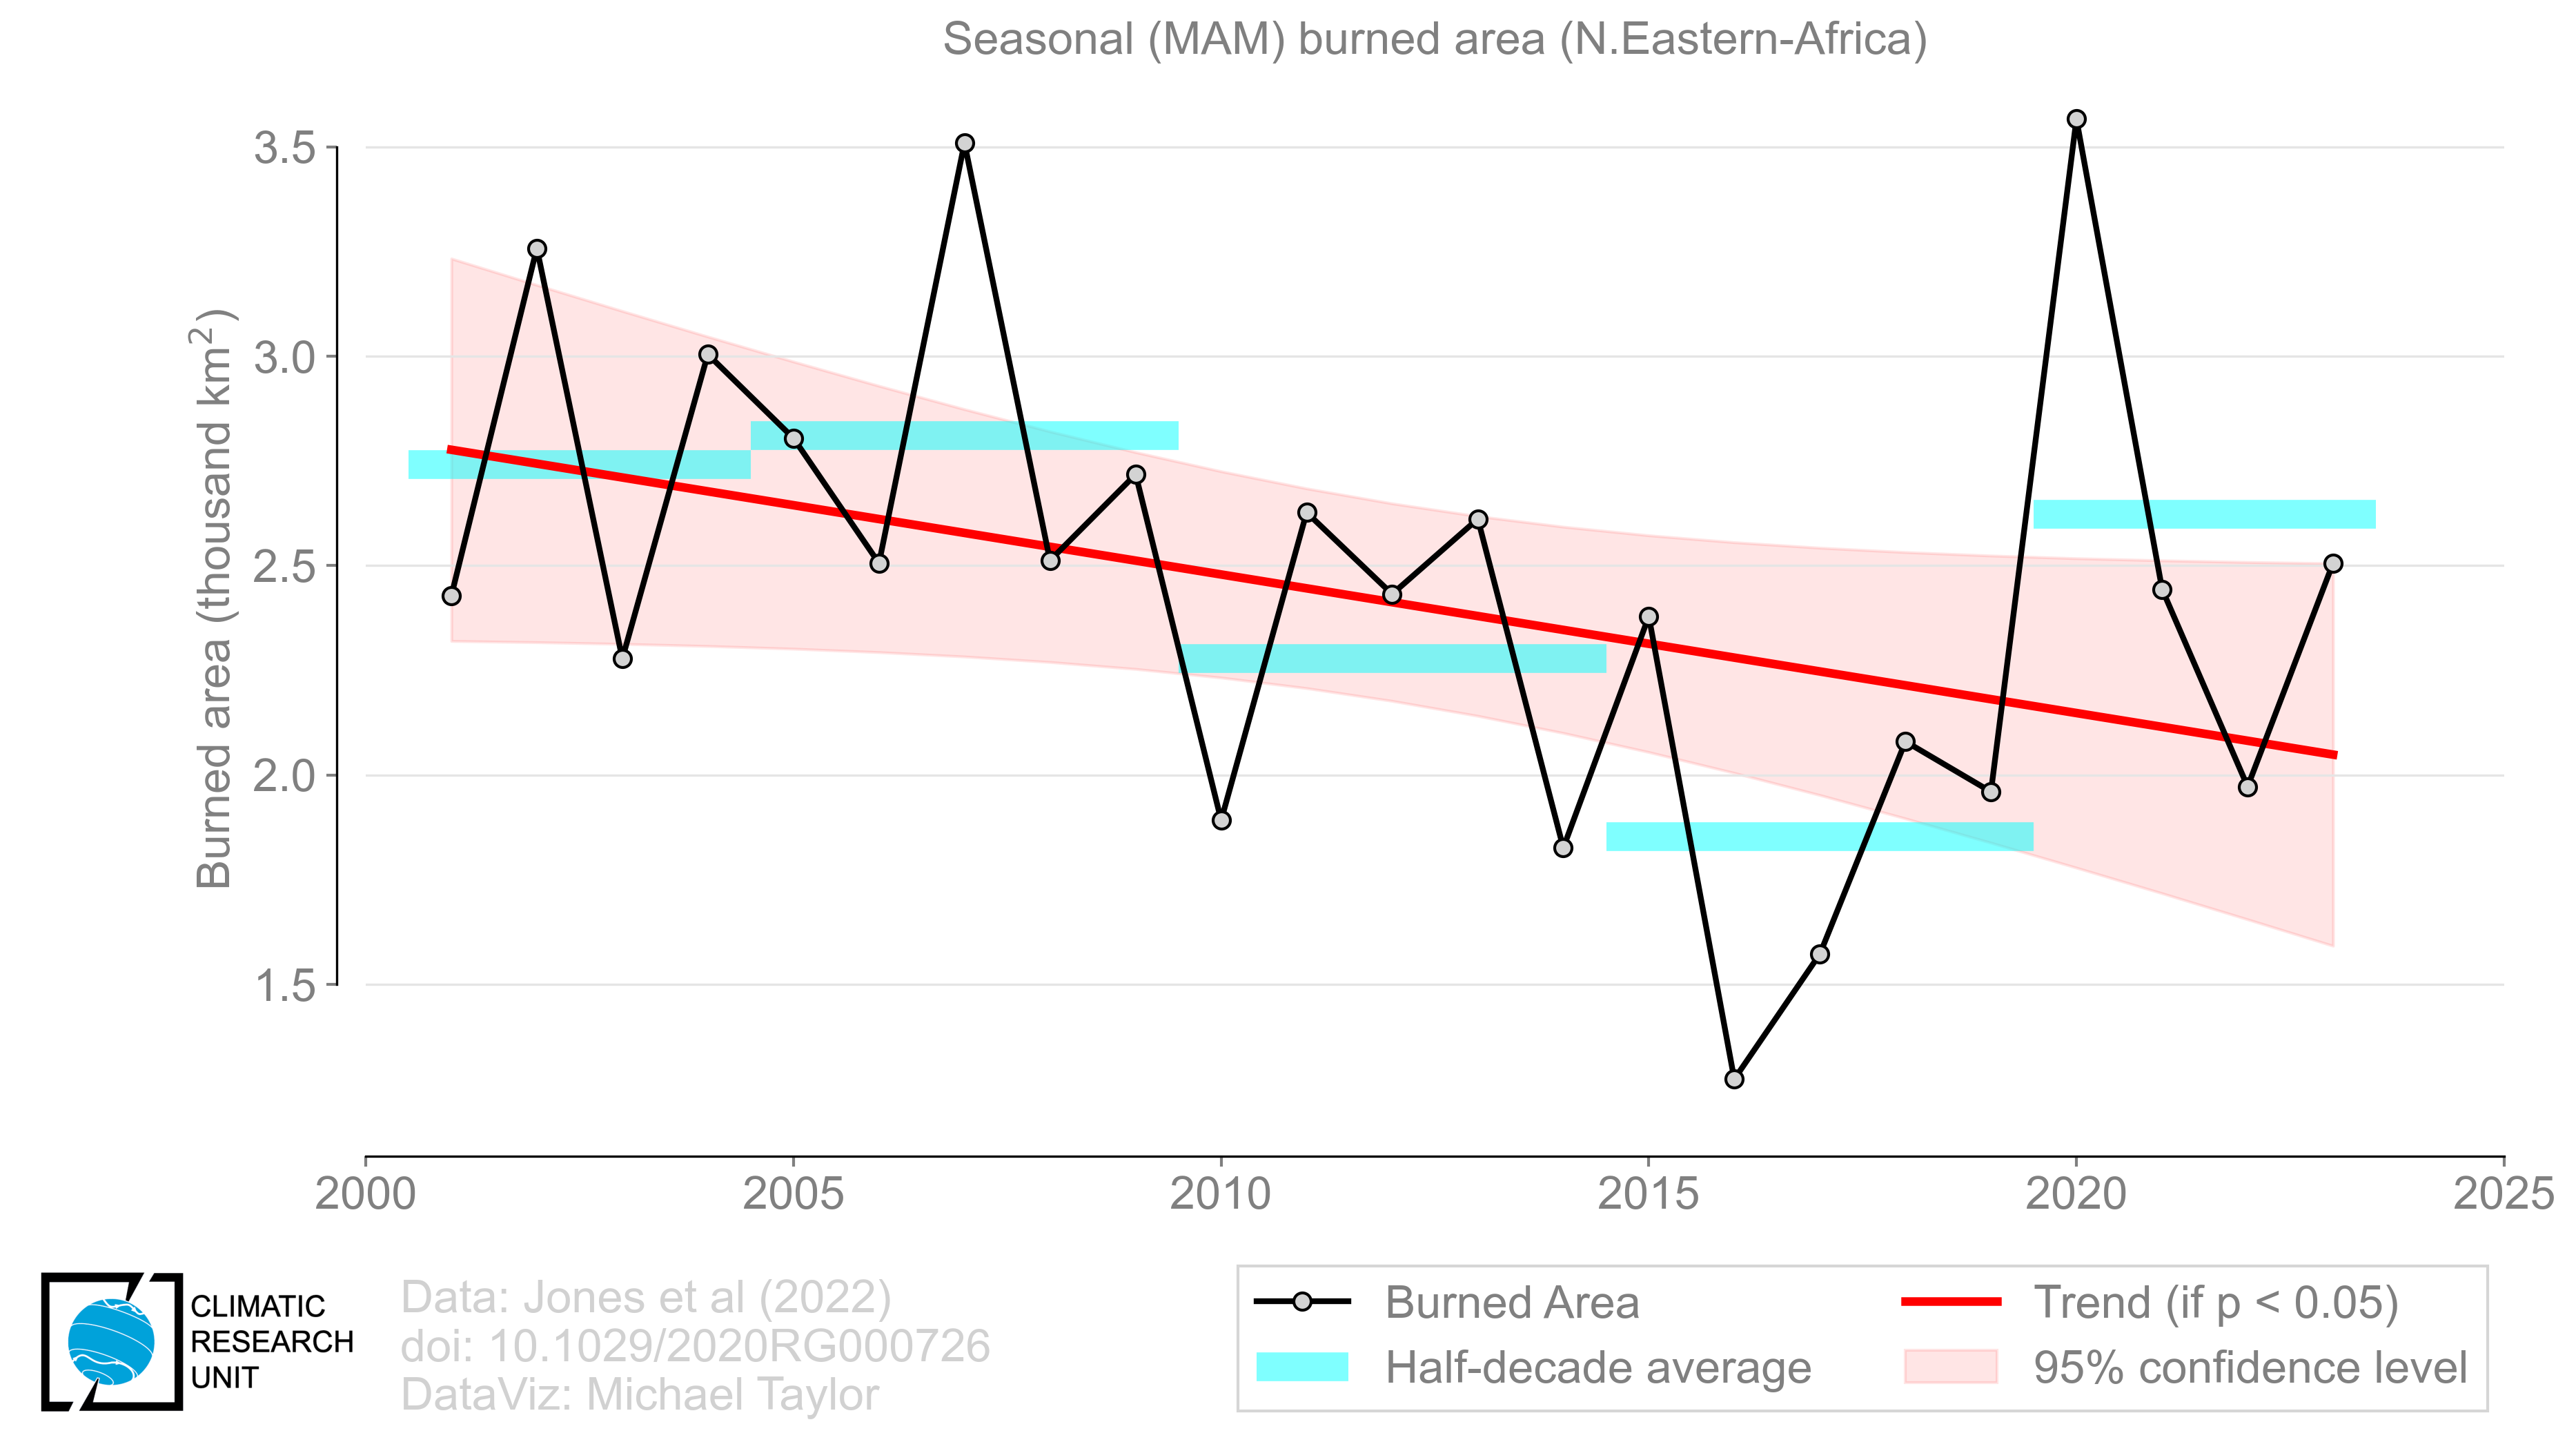 Seasonal (MAM) burned area (N.Eastern-Africa)
Burned area (thousand km²)
3.5
3.0
2.5
2.0
1.5
2000
2005
2010
2015
2020
2025
CLIMATIC
RESEARCH
UNIT
Data: Jones et al (2022)
doi: 10.1029/2020RG000726
DataViz: Michael Taylor
Burned Area
Half-decade average
Trend (if p < 0.05)
95% confidence level